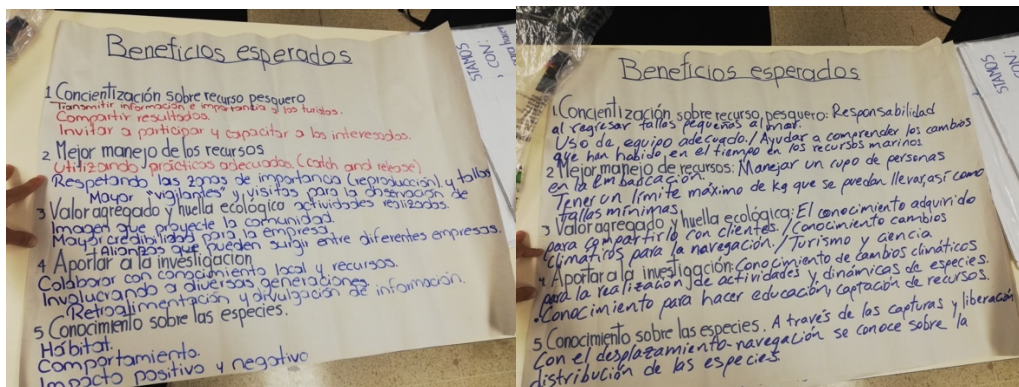 Beneficios esperados
1 Concientización sobre recurso pesquero
Transmitir información e importancia a los turistas.
Compartir resultados.
Invitar a participar y capacitar a los interesados.
2 Mejor manejo de los recursos
Utilizando prácticas adecuadas. (catch and release)
Respetando las zonas de importancia (reproducción) y tallas
Mayor "vigilantes" y visitas para la observación de
3 Valor agregado y huella ecológico actividades realizadas.
Imagen que proyecte la comunidad.
Mayor credibilidad para la empresa.
+Alianzas que pueden surgir entre diferentes empresas.
4 Aportar a la investigación
Colaborar con conocimiento local y recursos.
Involucrando a diversas generaciones.
Retroalimentación y divulgación de información.
5 Conocimiento sobre las especies.
Hábitat.
Comportamiento.
Impacto positivo y negativo
STAMOS
CON:
Beneficios esperados
1.Concientización sobre recurso pesquero: Responsabilidad
al regresar tallas pequeñas al mar.
Uso de equipo adecuado / Ayudar a comprender los cambios
que han habido en el tiempo en los recursos marinos
2 Mejor manejo de recursos: Manejar un cupo de personas
en la Embarcación.
Tener un límite máximo de kg que se puedan llevar, así como
tallas mínimas
3 Valor agregado y huella ecológica: El conocimiento adquirido
para compartirlo con clientes. / Conocimiento cambios
climáticos para la navegación. / Turismo y ciencia
4 Aportar a la investigación: Conocimiento de cambios climáticos
para la realización de actividades y dinámicas de especies.
.Conocimiento para hacer educación, captación de recursos.
5 Conocimiento sobre las especies. A través de las capturas y liberación
Con el desplazamiento-navegación se conoce sobre la
distribución de las especies.
STAMOS
CON: